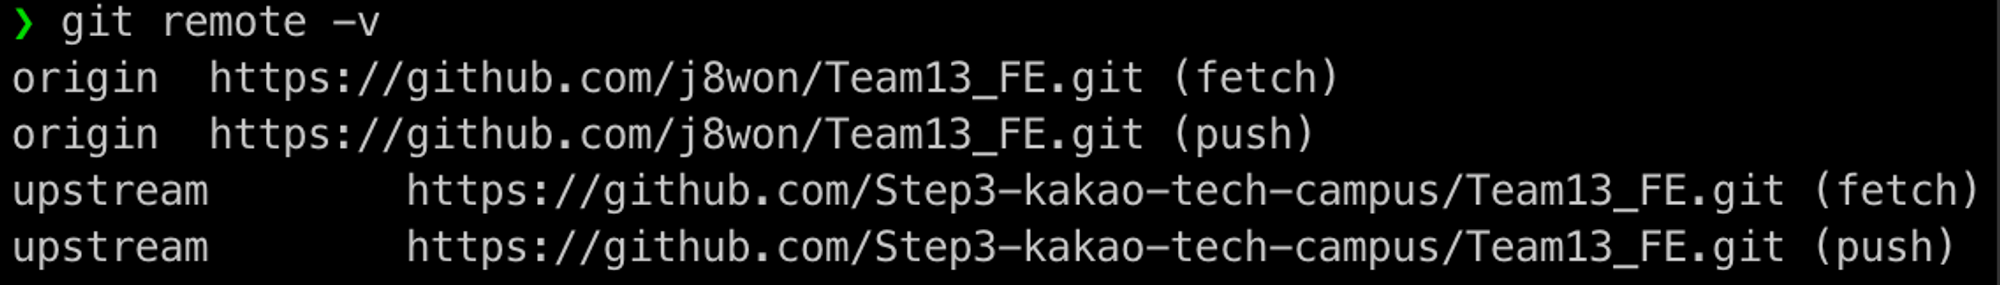 ❯ git remote -v
origin  https://github.com/j8won/Team13_FE.git (fetch)
origin  https://github.com/j8won/Team13_FE.git (push)
upstream        https://github.com/Step3-kakao-tech-campus/Team13_FE.git (fetch)
upstream        https://github.com/Step3-kakao-tech-campus/Team13_FE.git (push)